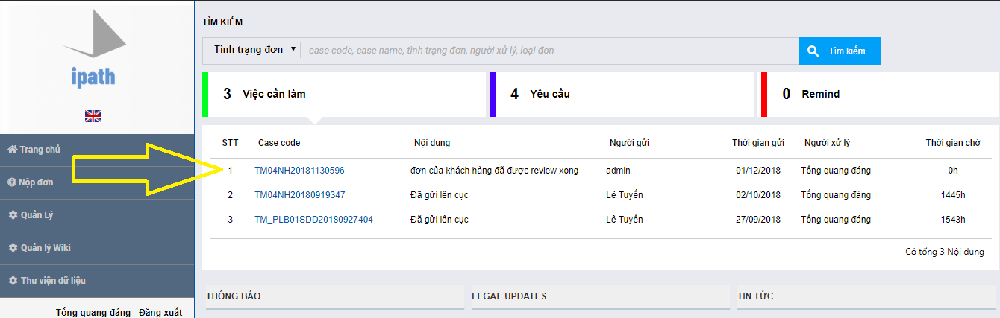 ipath
Trang chủ
Nộp đơn
Quản Lý
Quản lý Wiki
Thư viện dữ liệu
Tống quang đáng - Đăng xuất
TÌM KIẾM
Tình trạng đơn ▼ case code, case name, tình trạng đơn, người xử lý, loại đơn Tìm kiếm
3 Việc cần làm 4 Yêu cầu 0 Remind
STT Case code Nội dung Người gửi Thời gian gửi Người xử lý Thời gian chờ
1 TM04NH20181130596 đơn của khách hàng đã được review xong admin 01/12/2018 Tống quang đáng 0h
2 TM04NH20180919347 Đã gửi lên cục Lê Tuyến 02/10/2018 Tống quang đáng 1445h
3 TM_PLB01SDD20180927404 Đã gửi lên cục Lê Tuyến 27/09/2018 Tống quang đáng 1543h
Có tổng 3 Nội dung
THÔNG BÁO LEGAL UPDATES TIN TỨC